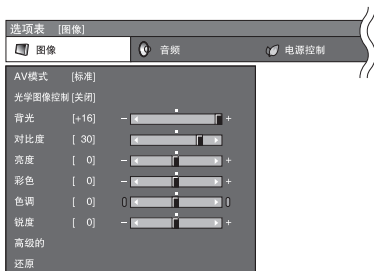 选项表 [图像]
图像 音频 电源控制
AV模式 [标准]
光学图像控制 [关闭]
背光 [+16] − +
对比度 [ 30]
亮度 [ 0] − +
彩色 [ 0] − +
色调 [ 0]
锐度 [ 0] − +
高级的
还原